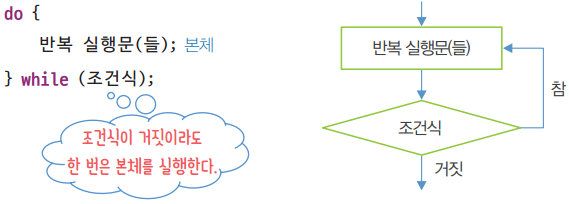 do {
반복 실행문(들); 본체
} while (조건식);
조건식이 거짓이라도
한 번은 본체를 실행한다.
반복 실행문(들)
참
조건식
거짓